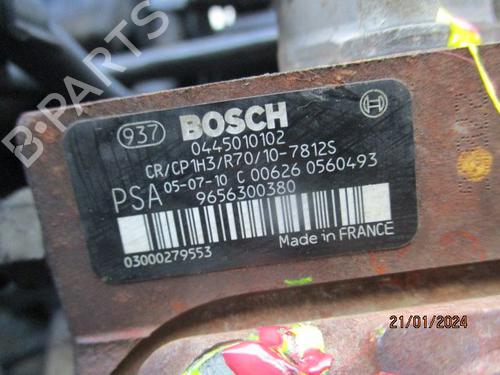 937 BOSCH
0445010102
CR/CP1H3/R70/10-7812S
PSA 05-07-10 C 00626 0560493
9656300380
03000279553 Made in FRANCE
21/01/2024